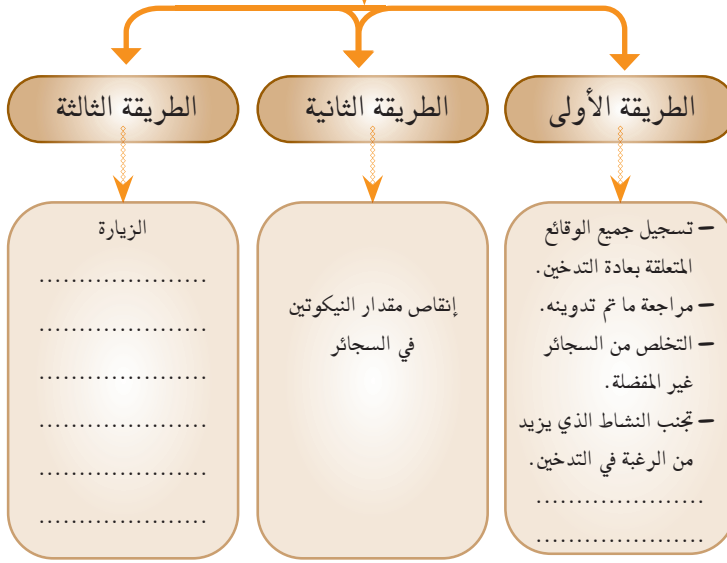 الطريقة الأولى
الطريقة الثانية
الطريقة الثالثة
– تسجيل جميع الوقائع
المتعلقة بعادة التدخين.
– مراجعة ما تم تدوينه.
– التخلص من السجائر
غير المفضلة.
– تجنب النشاط الذي يزيد
من الرغبة في التدخين.
.....................
.....................
إنقاص مقدار النيكوتين
في السجائر
الزيارة
.....................
.....................
.....................
.....................
.....................
.....................